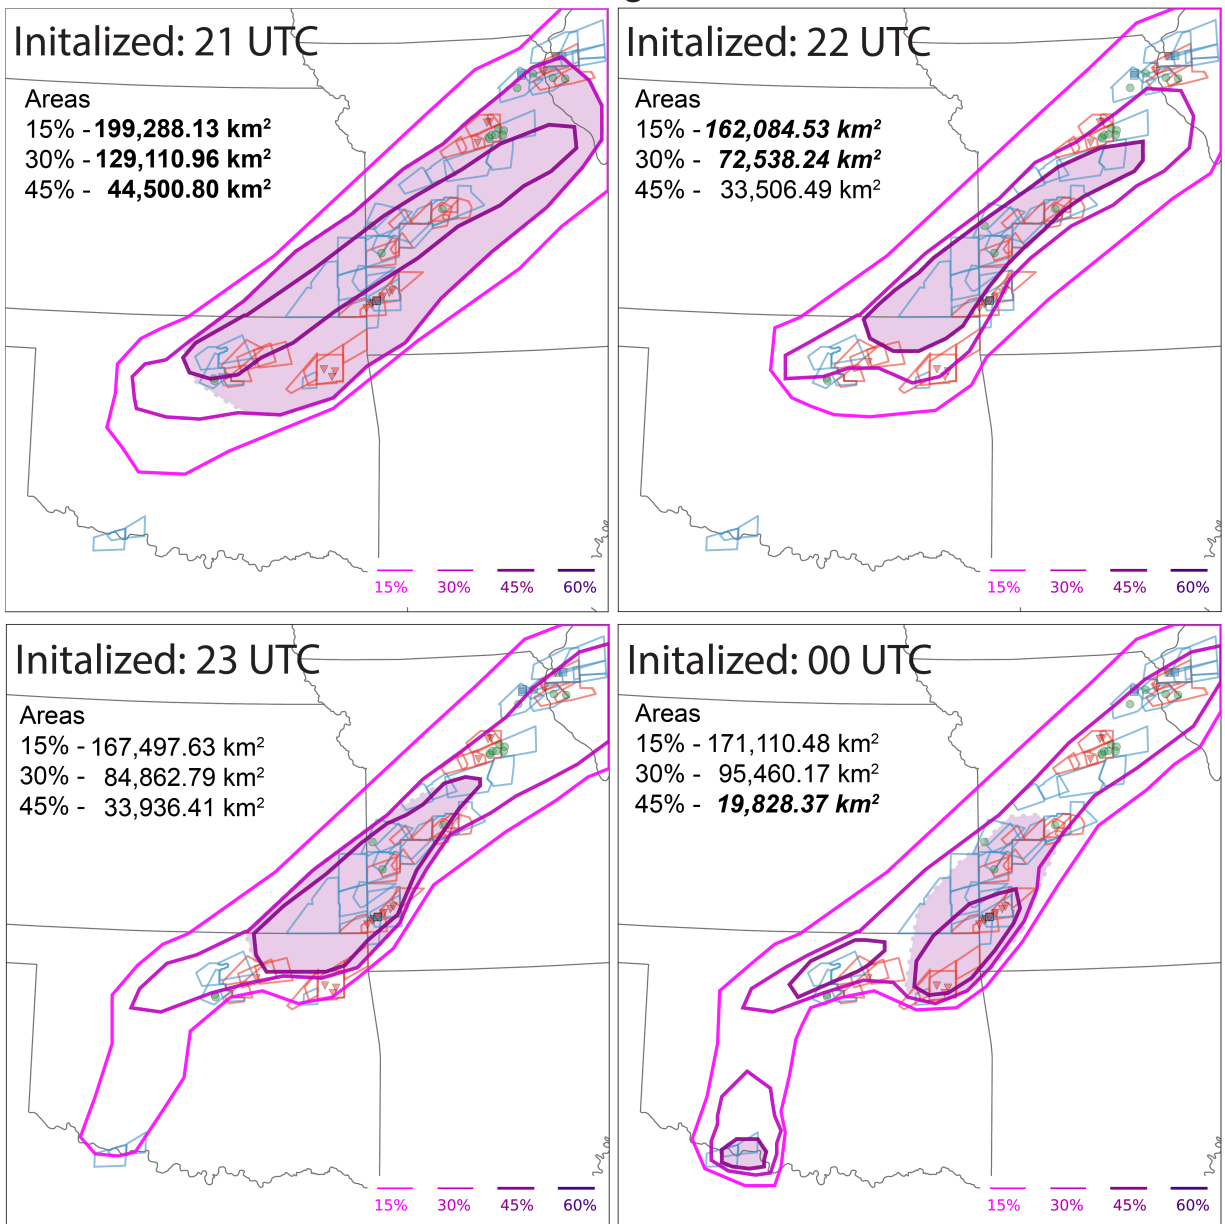 Initalized: 21 UTC
Areas
15% - 199,288.13 km²
30% - 129,110.96 km²
45% - 44,500.80 km²
15% 30% 45% 60%
Initalized: 22 UTC
Areas
15% - 162,084.53 km²
30% - 72,538.24 km²
45% - 33,506.49 km²
15% 30% 45% 60%
Initalized: 23 UTC
Areas
15% - 167,497.63 km²
30% - 84,862.79 km²
45% - 33,936.41 km²
15% 30% 45% 60%
Initalized: 00 UTC
Areas
15% - 171,110.48 km²
30% - 95,460.17 km²
45% - 19,828.37 km²
15% 30% 45% 60%